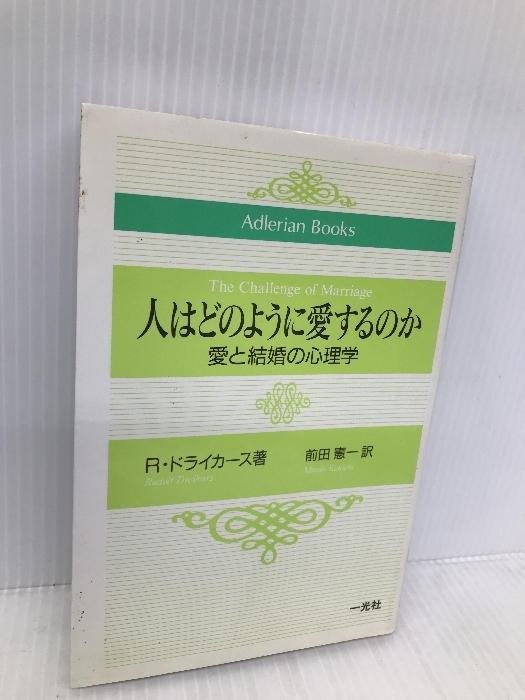 Adlerian Books
The Challenge of Marriage
人はどのように愛するのか
愛と結婚の心理学
R・ドライカース著
前田 憲一 訳
一光社